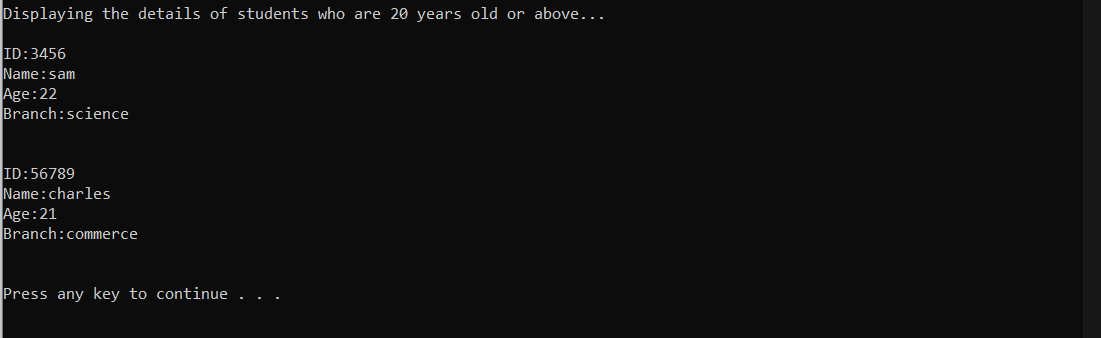 Displaying the details of students who are 20 years old or above...
ID:3456
Name:sam
Age:22
Branch:science
ID:56789
Name:charles
Age:21
Branch:commerce
Press any key to continue . . .